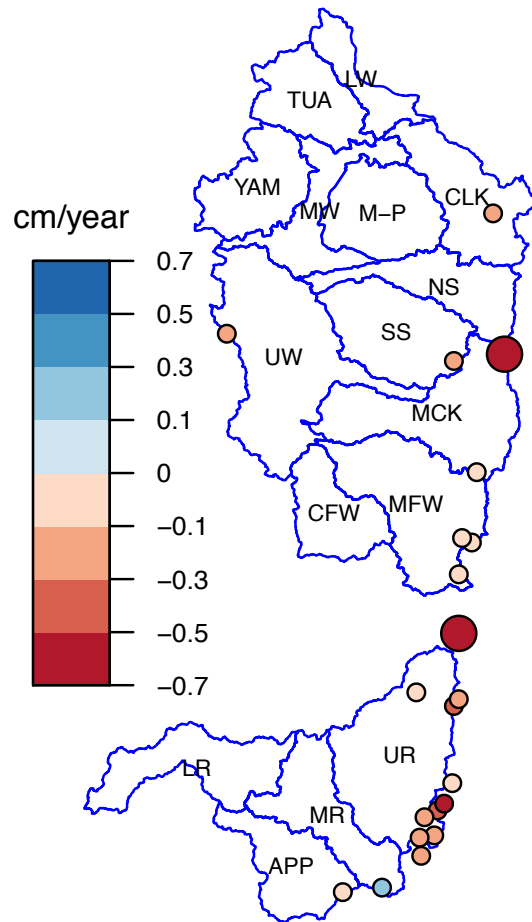 LW
TUA
YAM
CLK
MW
M−P
cm/year
0.7
NS
0.5
SS
0.3
UW
MCK
0.1
0
MFW
CFW
−0.1
−0.3
−0.5
−0.7
UR
LR
MR
APP